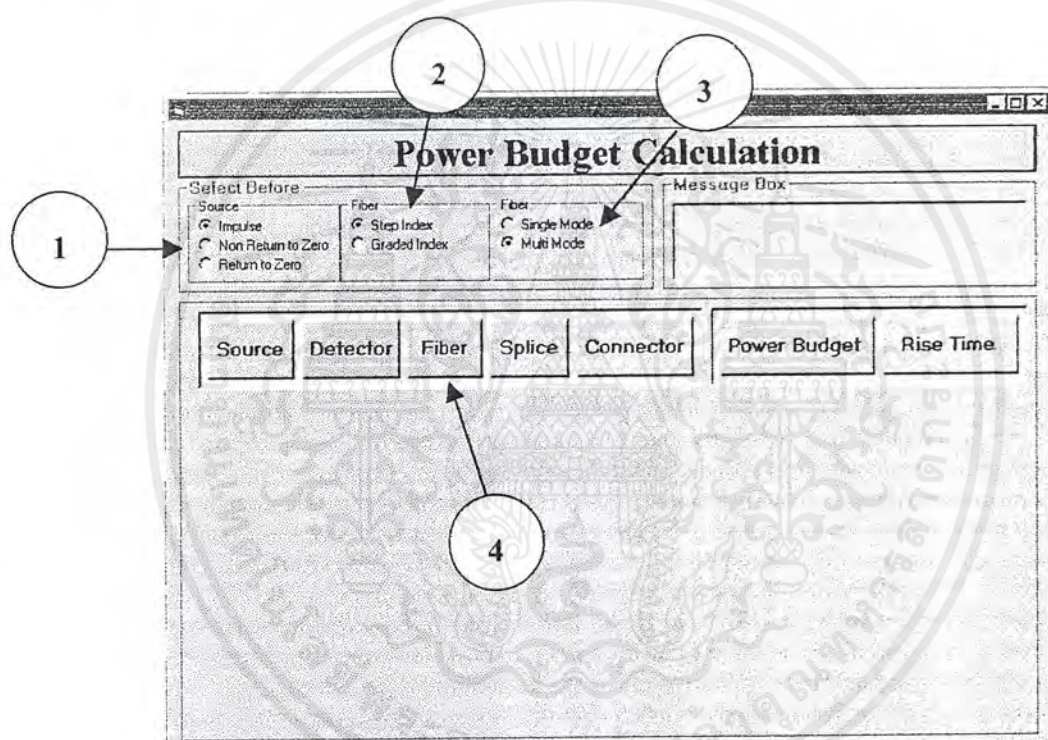 2
3
1
4
Power Budget Calculation
Select Before
Source
Impulse
Non Return to Zero
Return to Zero
Fiber
Step Index
Graded Index
Fiber
Single Mode
Multi Mode
Message Box
Source
Detector
Fiber
Splice
Connector
Power Budget
Rise Time